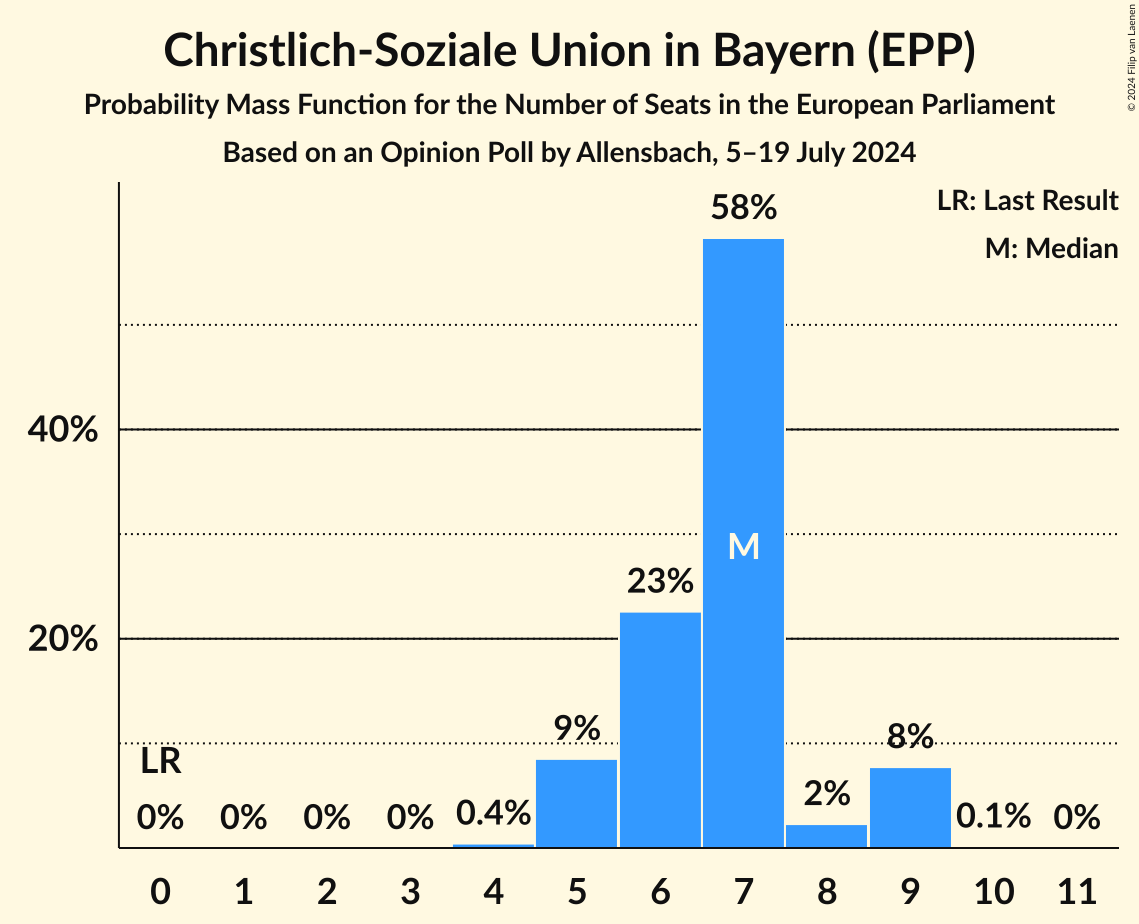 Christlich-Soziale Union in Bayern (EPP)
Probability Mass Function for the Number of Seats in the European Parliament
Based on an Opinion Poll by Allensbach, 5–19 July 2024
© 2024 Filip van Laenen
LR: Last Result
M: Median
58%
40%
M
23%
20%
9%
8%
LR
2%
0% 0% 0% 0% 0.4% 0.1% 0%
0 1 2 3 4 5 6 7 8 9 10 11